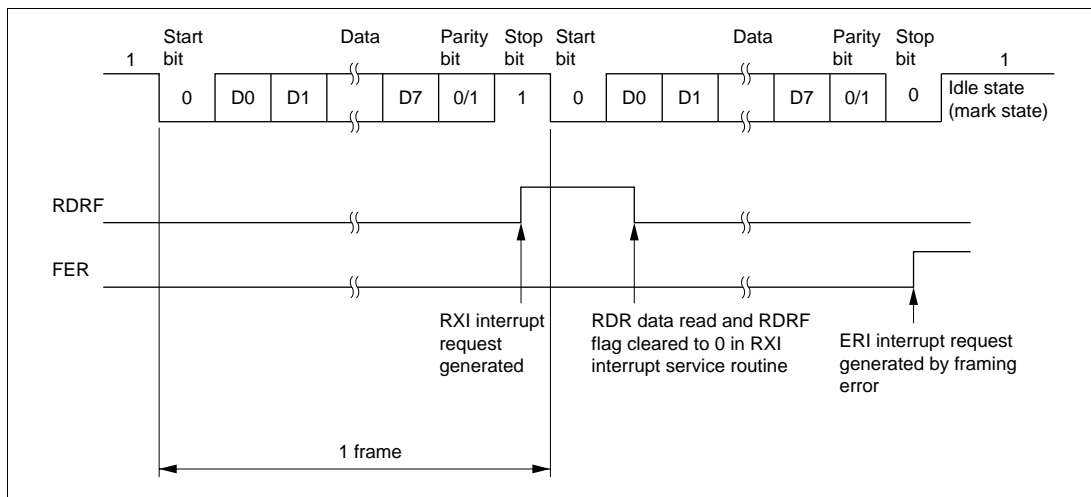 Start
bit
Data
Parity
bit
Stop
bit
Start
bit
Data
Parity
bit
Stop
bit
1
1
0
D0
D1
D7
0/1
1
0
D0
D1
D7
0/1
0
Idle state
(mark state)
RDRF
FER
RXI interrupt
request
generated
RDR data read and RDRF
flag cleared to 0 in RXI
interrupt service routine
ERI interrupt request
generated by framing
error
1 frame